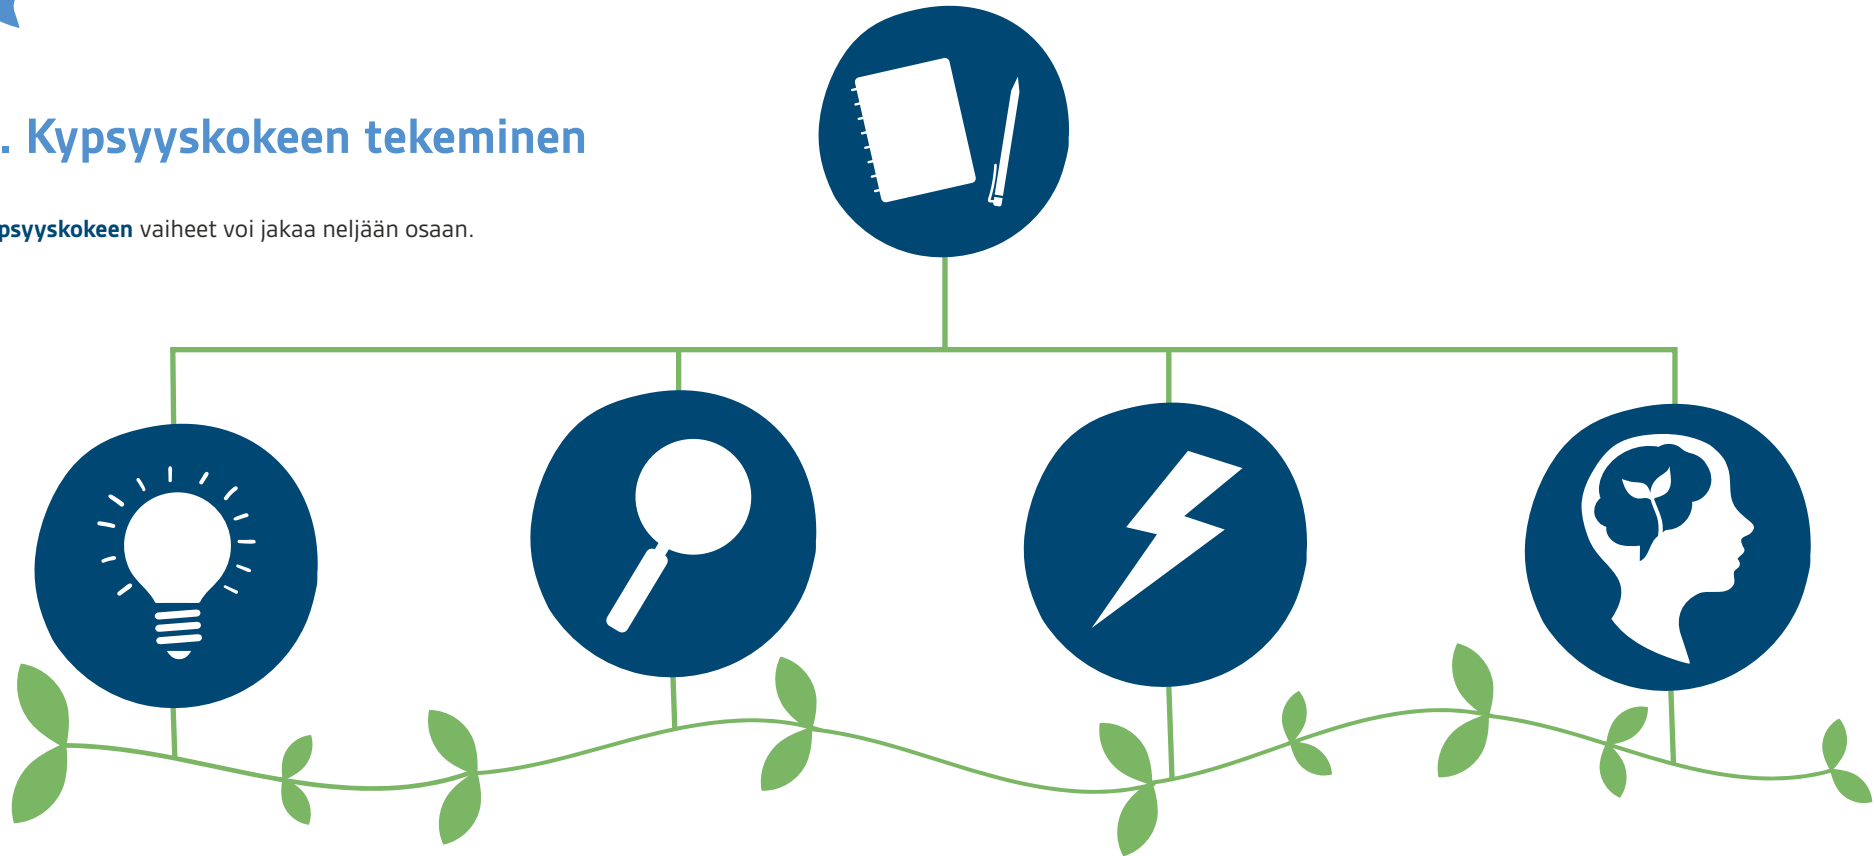 . Kypsyyskokeen tekeminen
psyyskokeen vaiheet voi jakaa neljään osaan.